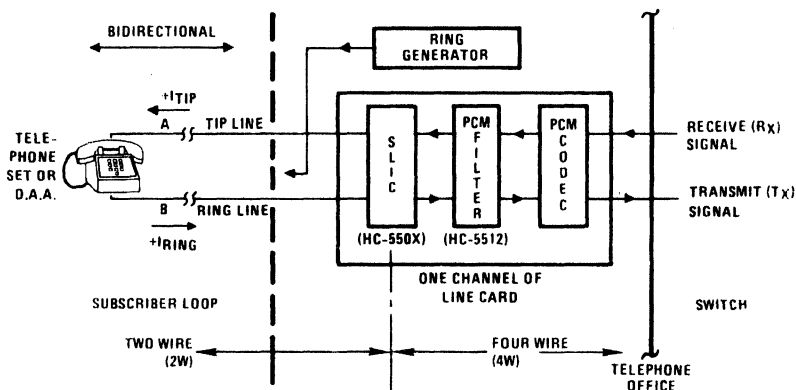 BIDIRECTIONAL
RING
GENERATOR
+ITIP
A
TIP LINE
TELE-
PHONE
SET OR
D.A.A.
B
RING LINE
+IRING
SLIC
(HC-550X)
PCM
FILTER
(HC-5512)
PCM
CODEC
RECEIVE (RX)
SIGNAL
TRANSMIT (TX)
SIGNAL
ONE CHANNEL OF
LINE CARD
SUBSCRIBER LOOP
SWITCH
TWO WIRE
(2W)
FOUR WIRE
(4W)
TELEPHONE
OFFICE